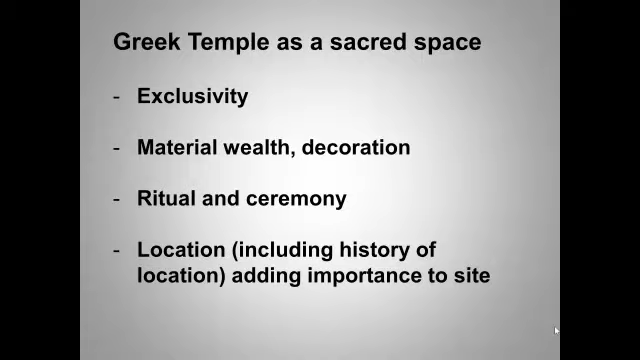 Greek Temple as a sacred space
- Exclusivity
- Material wealth, decoration
- Ritual and ceremony
- Location (including history of
location) adding importance to site